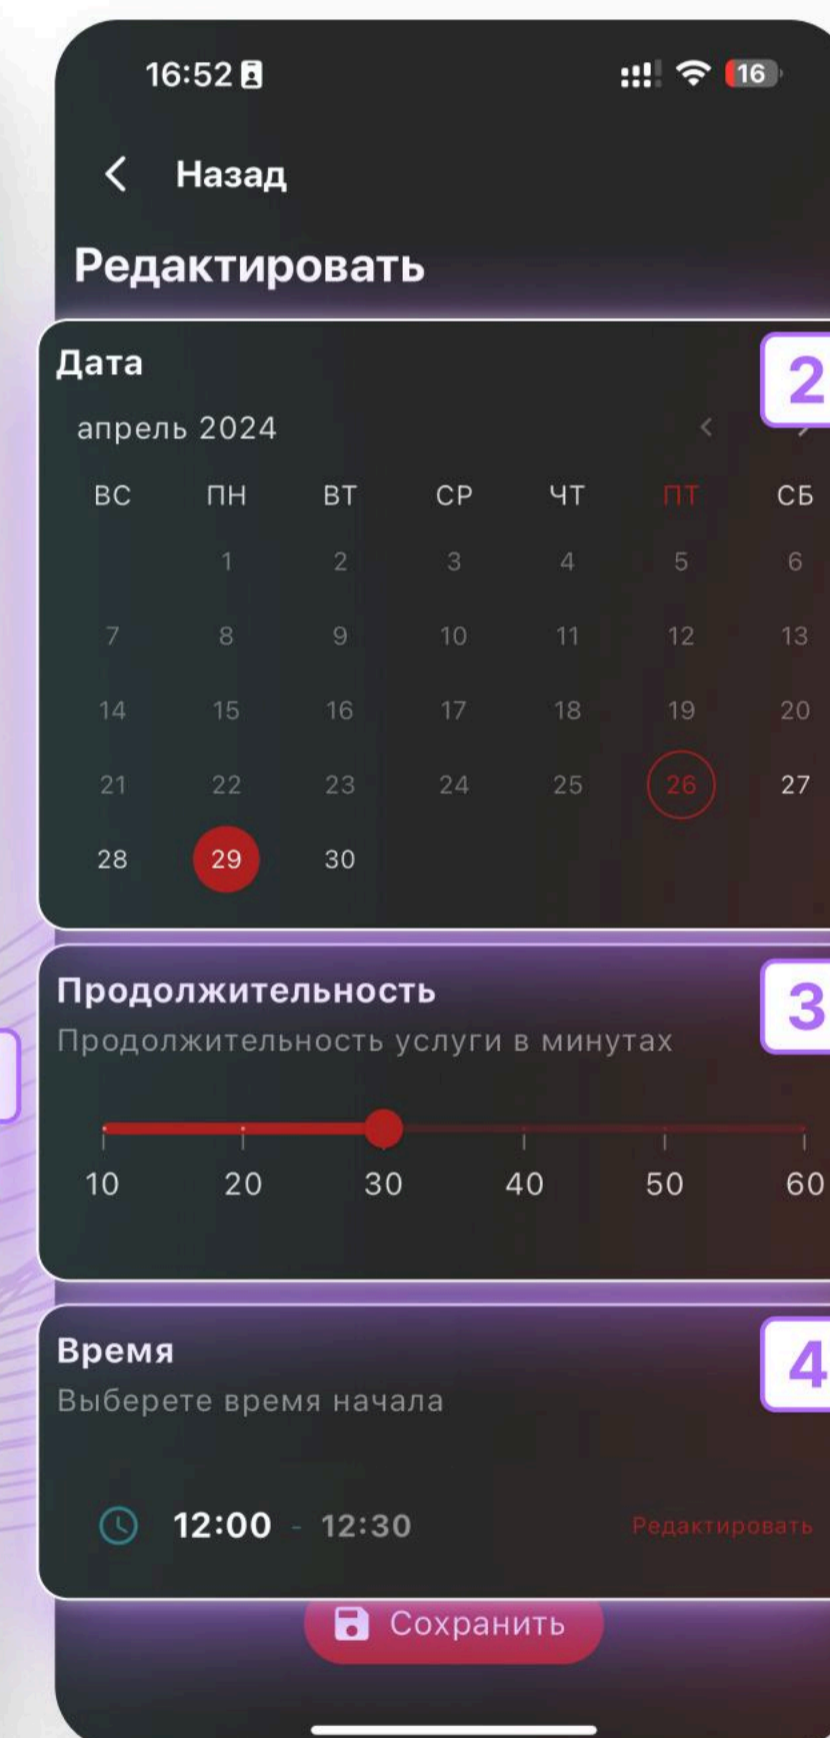 16:52 16
Назад
Редактировать
Дата
2
апрель 2024
ВС ПН ВТ СР ЧТ ПТ СБ
1 2 3 4 5 6
7 8 9 10 11 12 13
14 15 16 17 18 19 20
21 22 23 24 25 26 27
28 29 30
Продолжительность
3
Продолжительность услуги в минутах
10 20 30 40 50 60
Время
4
Выберете время начала
12:00 - 12:30 Редактировать
Сохранить